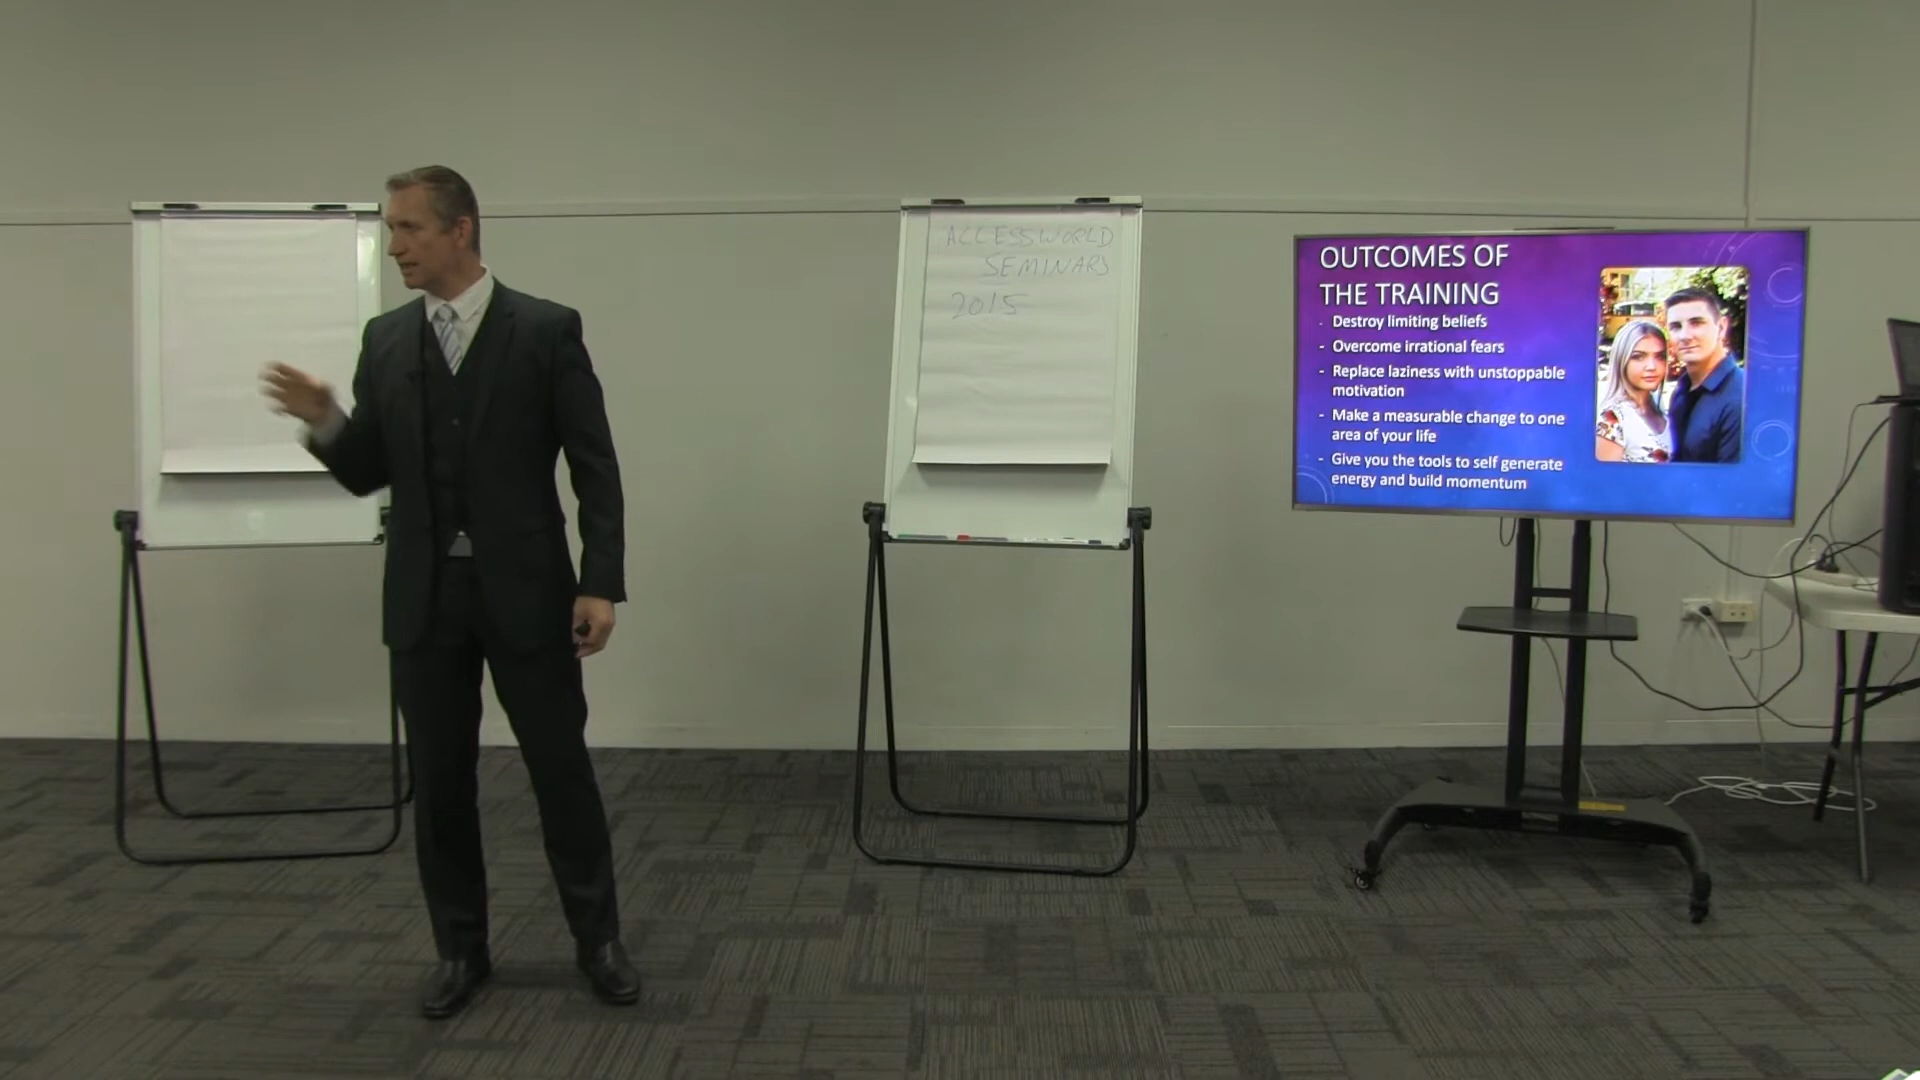 ACCESSWORLD
SEMINARS
2015
OUTCOMES OF
THE TRAINING
- Destroy limiting beliefs
- Overcome irrational fears
- Replace laziness with unstoppable
motivation
- Make a measurable change to one
area of your life
- Give you the tools to self generate
energy and build momentum